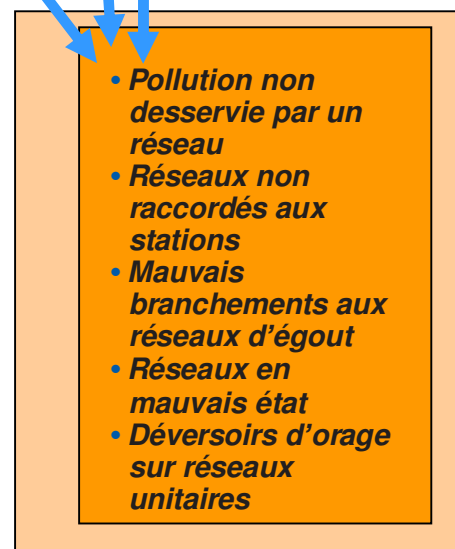 • Pollution non
desservie par un
réseau
• Réseaux non
raccordés aux
stations
• Mauvais
branchements aux
réseaux d'égout
• Réseaux en
mauvais état
• Déversoirs d'orage
sur réseaux
unitaires